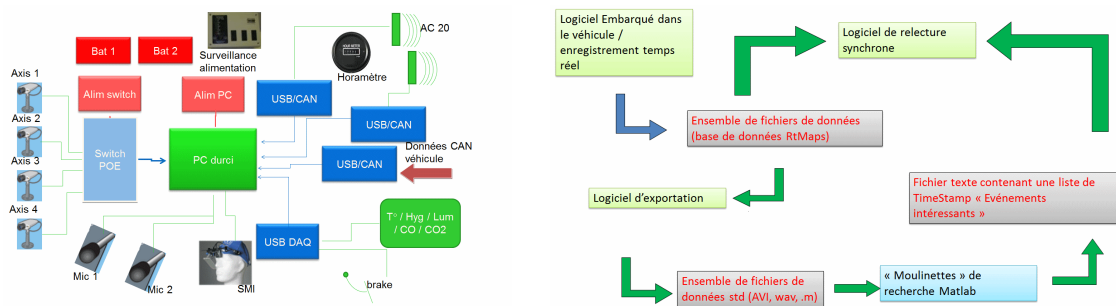 Bat 1
Bat 2
Surveillance
alimentation
Horamètre
AC 20
Axis 1
Axis 2
Axis 3
Axis 4
Alim switch
Alim PC
USB/CAN
USB/CAN
USB/CAN
Données CAN
véhicule
Switch
POE
PC durci
USB DAQ
T° / Hyg / Lum
/ CO / CO2
Mic 1
Mic 2
SMI
brake
Logiciel Embarqué dans
le véhicule /
enregistrement temps
réel
Logiciel de relecture
synchrone
Ensemble de fichiers de données
(base de données RtMaps)
Logiciel d'exportation
Fichier texte contenant une liste de
TimeStamp « Evénements
intéressants »
Ensemble de fichiers de
données std (AVI, wav, .m)
« Moulinettes » de
recherche Matlab